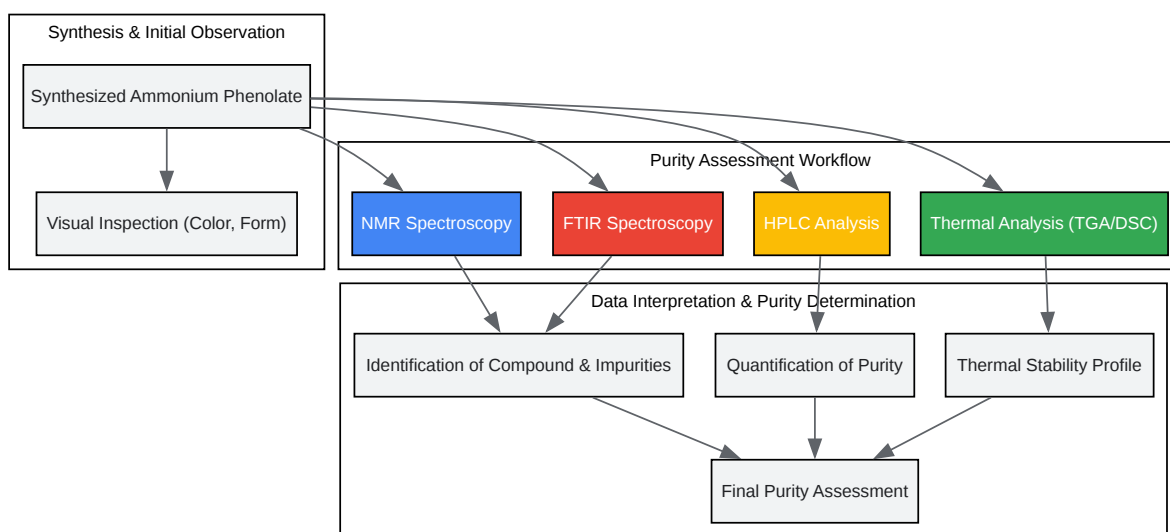 Synthesis & Initial Observation
Synthesized Ammonium Phenolate
Visual Inspection (Color, Form)
Purity Assessment Workflow
NMR Spectroscopy
FTIR Spectroscopy
HPLC Analysis
Thermal Analysis (TGA/DSC)
Data Interpretation & Purity Determination
Identification of Compound & Impurities
Quantification of Purity
Thermal Stability Profile
Final Purity Assessment